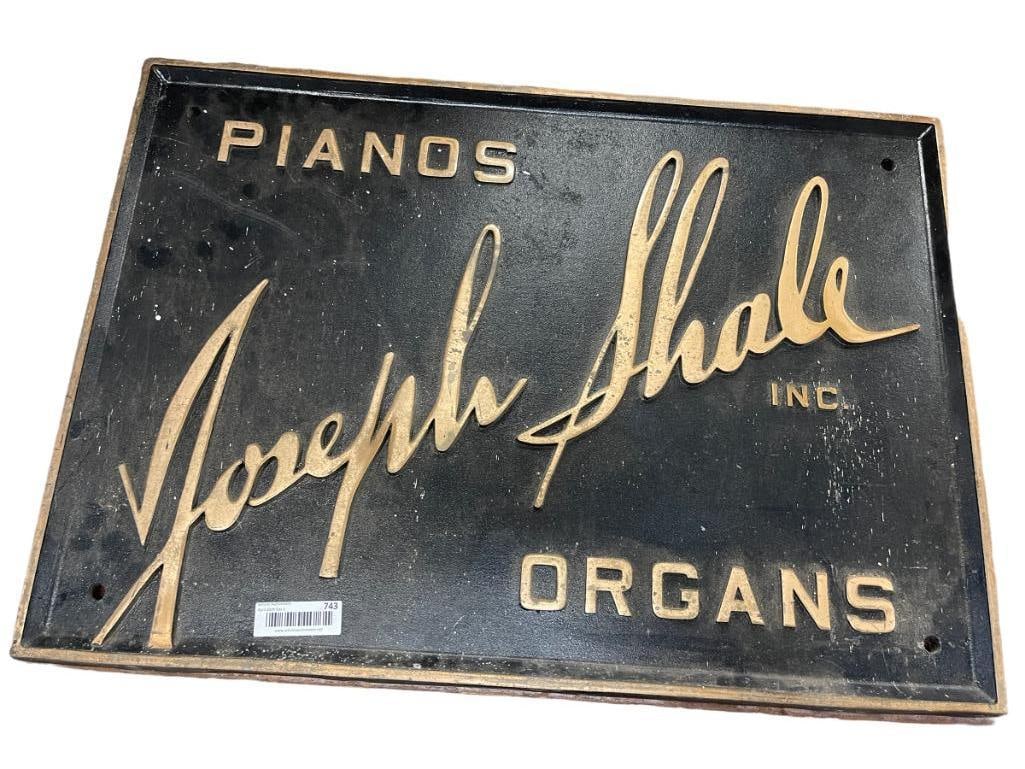 PIANOS
Joseph Shale
INC.
ORGANS
743